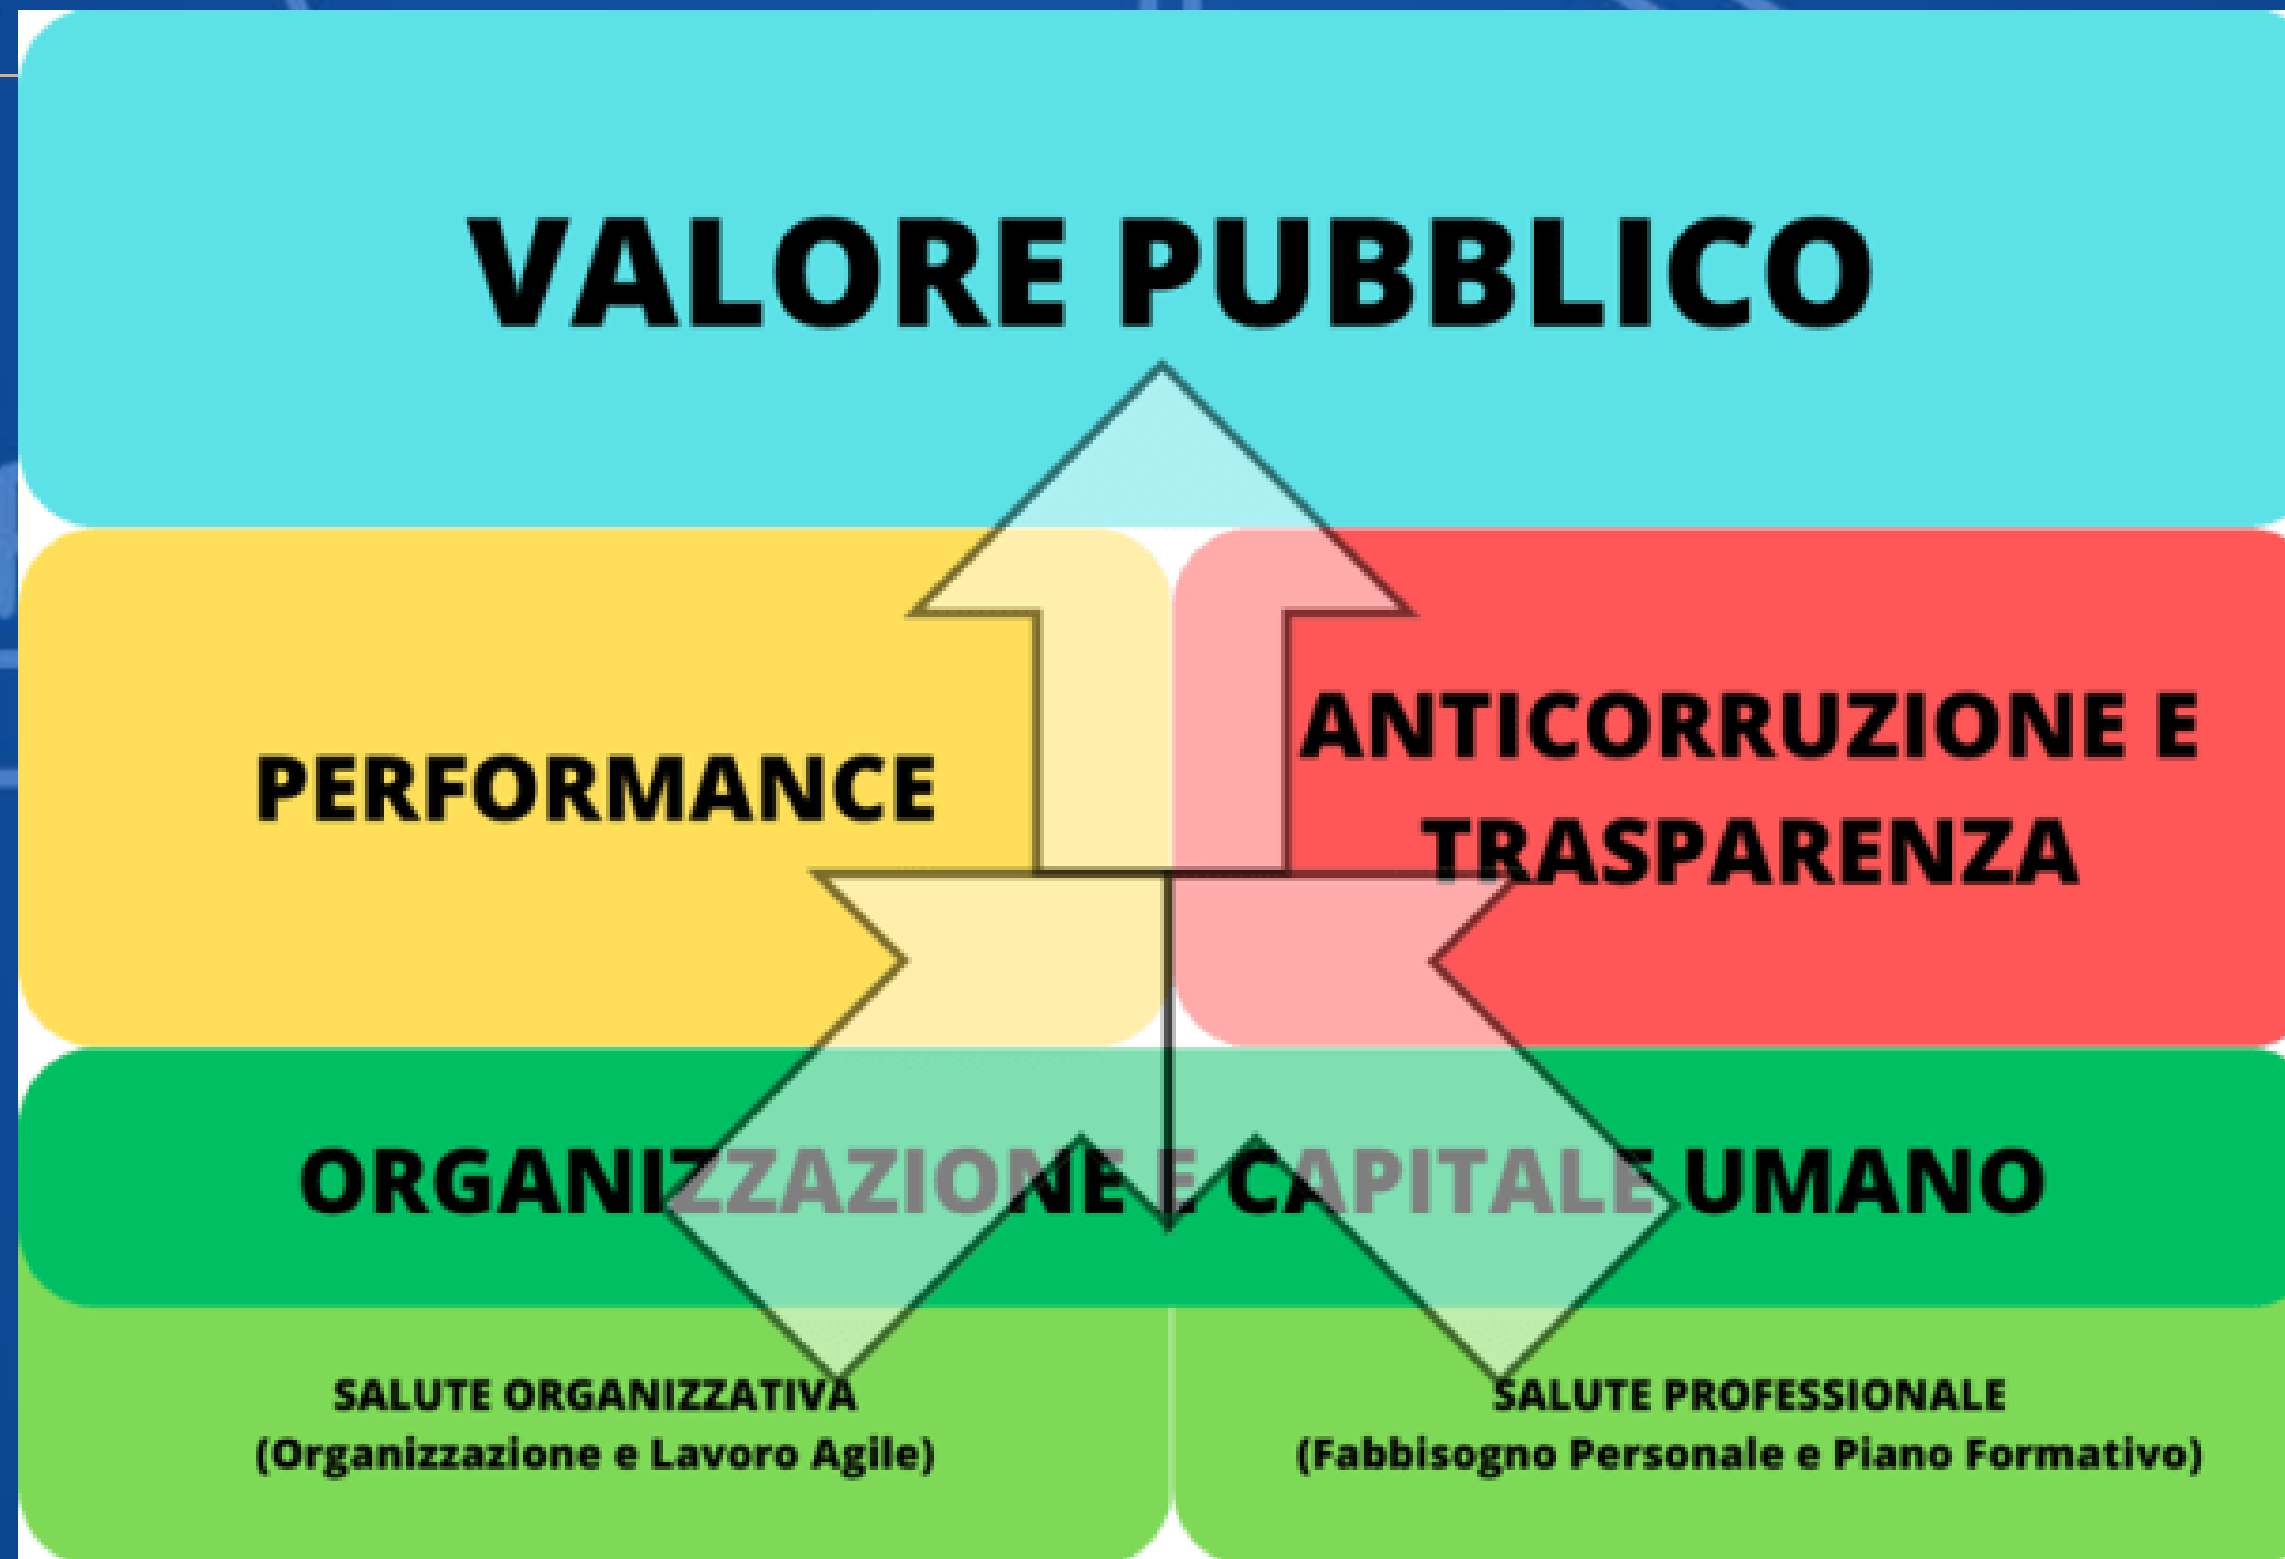 VALORE PUBBLICO
PERFORMANCE
ANTICORRUZIONE E
TRASPARENZA
ORGANIZZAZIONE E CAPITALE UMANO
SALUTE ORGANIZZATIVA
(Organizzazione e Lavoro Agile)
SALUTE PROFESSIONALE
(Fabbisogno Personale e Piano Formativo)